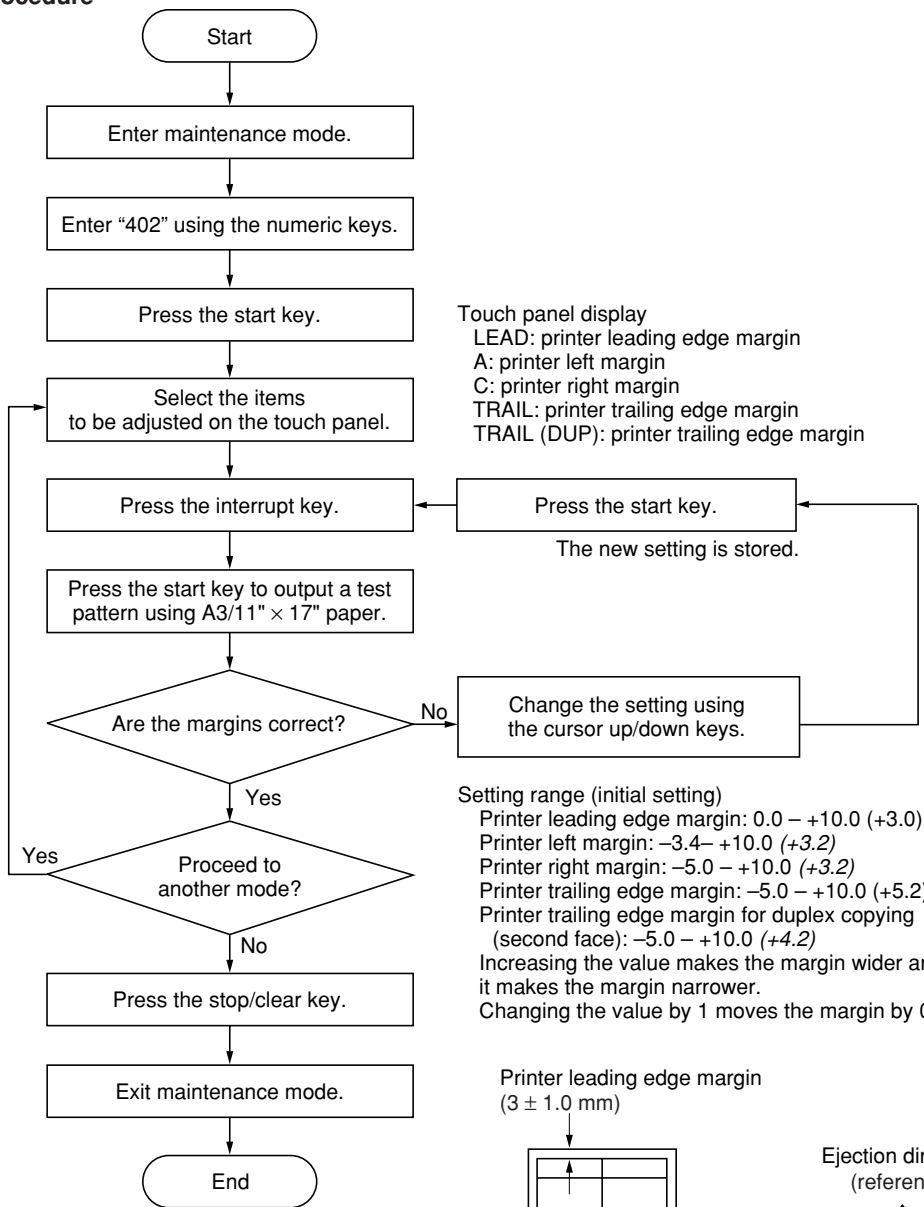 Start
Enter maintenance mode.
Enter “402” using the numeric keys.
Press the start key.
Touch panel display
LEAD: printer leading edge margin
A: printer left margin
C: printer right margin
TRAIL: printer trailing edge margin
TRAIL (DUP): printer trailing edge margin
Select the items
to be adjusted on the touch panel.
Press the interrupt key.
Press the start key.
The new setting is stored.
Press the start key to output a test
pattern using A3/11" × 17" paper.
Are the margins correct?
No
Change the setting using
the cursor up/down keys.
Yes
Setting range (initial setting)
Printer leading edge margin: 0.0 – +10.0 (+3.0)
Printer left margin: –3.4– +10.0 (+3.2)
Printer right margin: –5.0 – +10.0 (+3.2)
Printer trailing edge margin: –5.0 – +10.0 (+5.2)
Printer trailing edge margin for duplex copying
(second face): –5.0 – +10.0 (+4.2)
Increasing the value makes the margin wider
it makes the margin narrower.
Changing the value by 1 moves the margin by
Yes
Proceed to
another mode?
No
Press the stop/clear key.
Exit maintenance mode.
End
Printer leading edge margin
(3 ± 1.0 mm)
Ejection